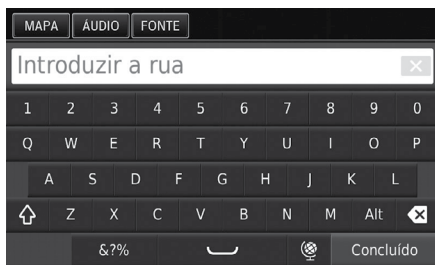 MAPA ÁUDIO FONTE
Introduzir a rua
1 2 3 4 5 6 7 8 9 0
Q W E R T Y U I O P
A S D F G H J K L
Z X C V B N M Alt
&?% Concluído